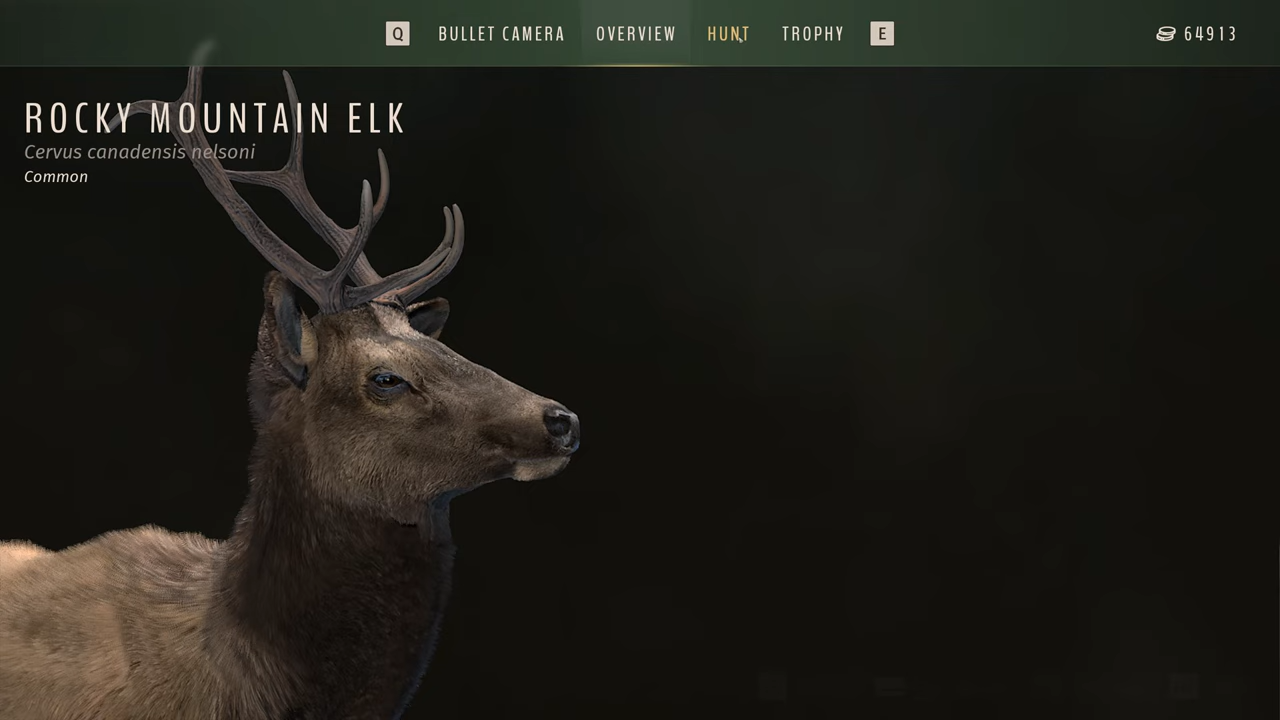 Q BULLET CAMERA OVERVIEW HUNT TROPHY E 64913
ROCKY MOUNTAIN ELK
Cervus canadensis nelsoni
Common